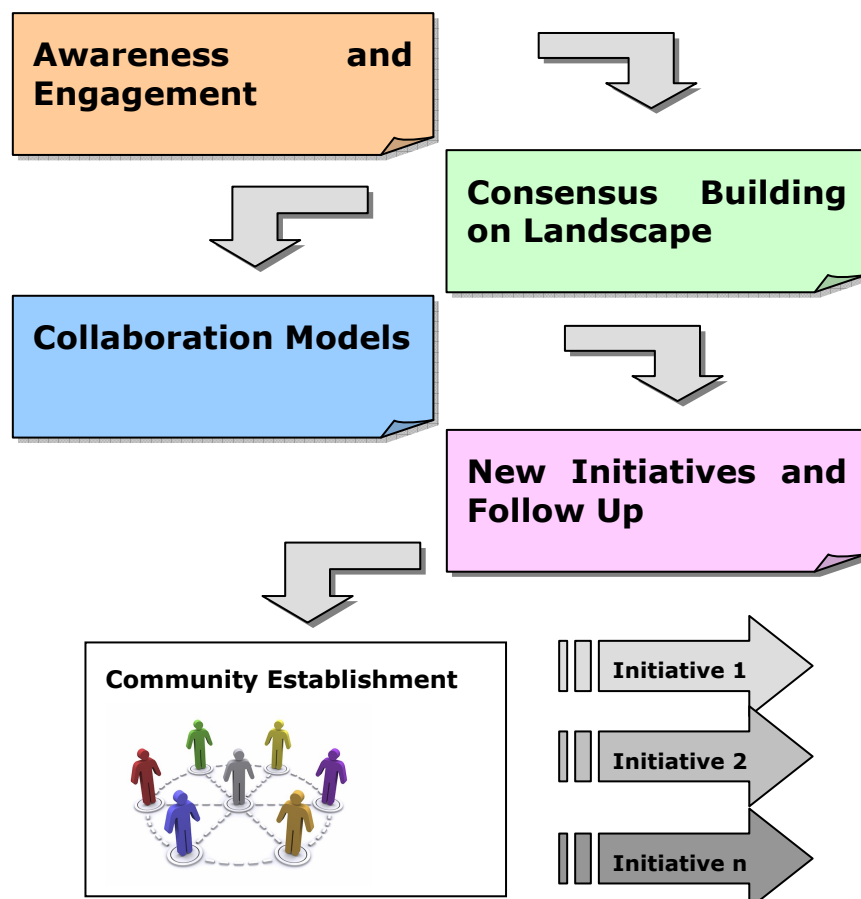 Awareness and
Engagement
Consensus Building
on Landscape
Collaboration Models
New Initiatives and
Follow Up
Community Establishment
Initiative 1
Initiative 2
Initiative n